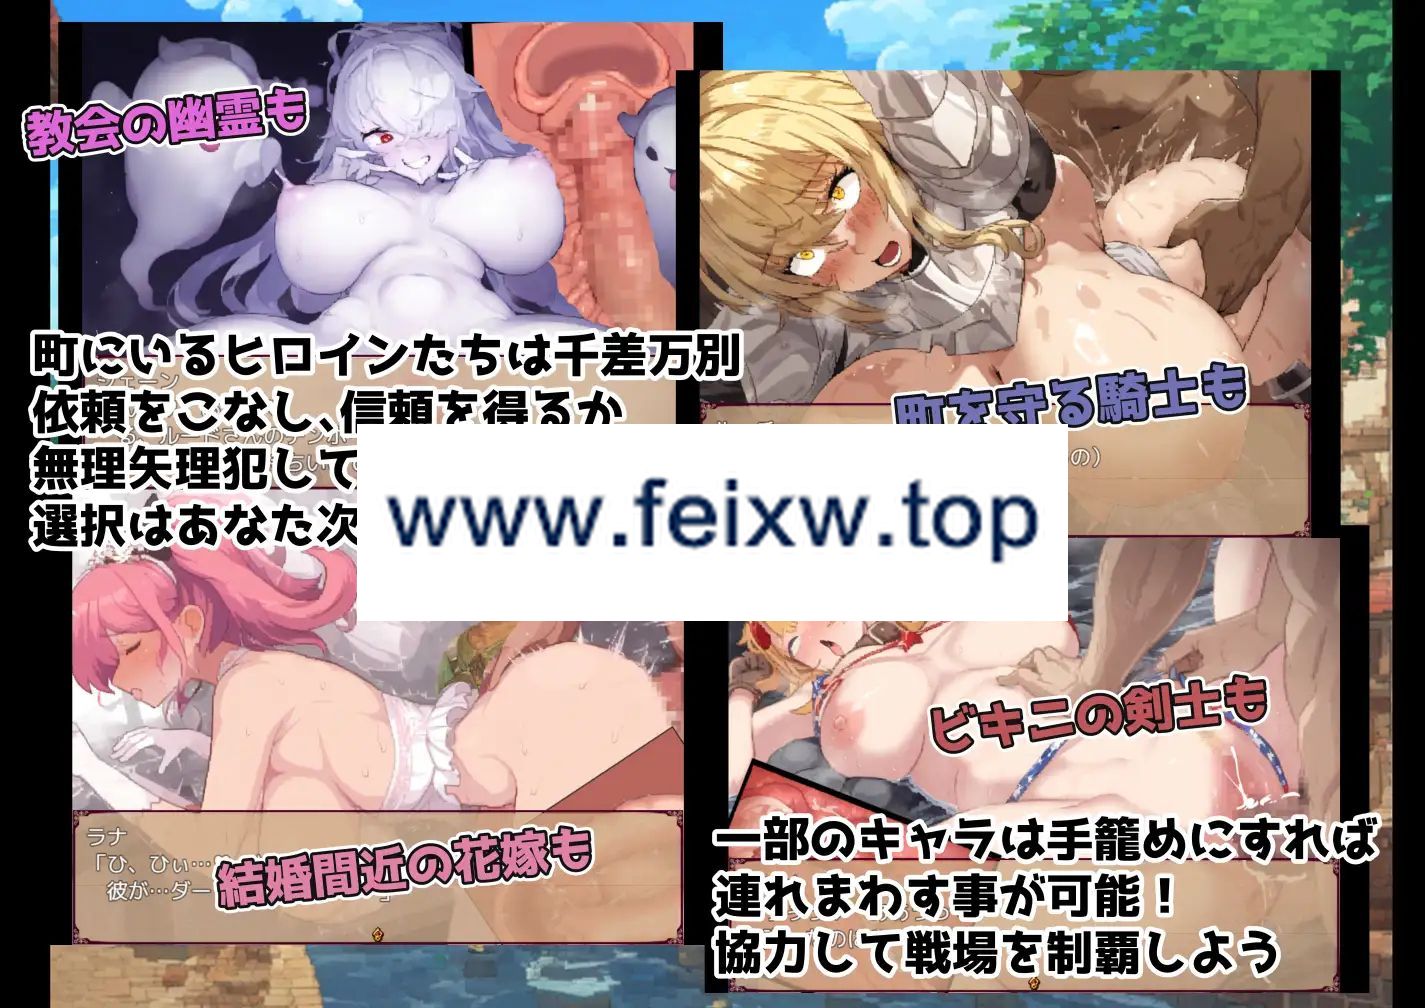 教会の幽霊も
町にいるヒロインたちは千差万別
依頼をこなし、信頼を得るか
無理矢理犯して
選択はあなた次
町を守る騎士も
の）
www.feixw.top
ビキニの剣士も
ラナ
「ひ、ひぃ…
彼が…ダー
結婚間近の花嫁も
一部のキャラは手籠めにすれば
連れまわす事が可能！
協力して戦場を制覇しよう